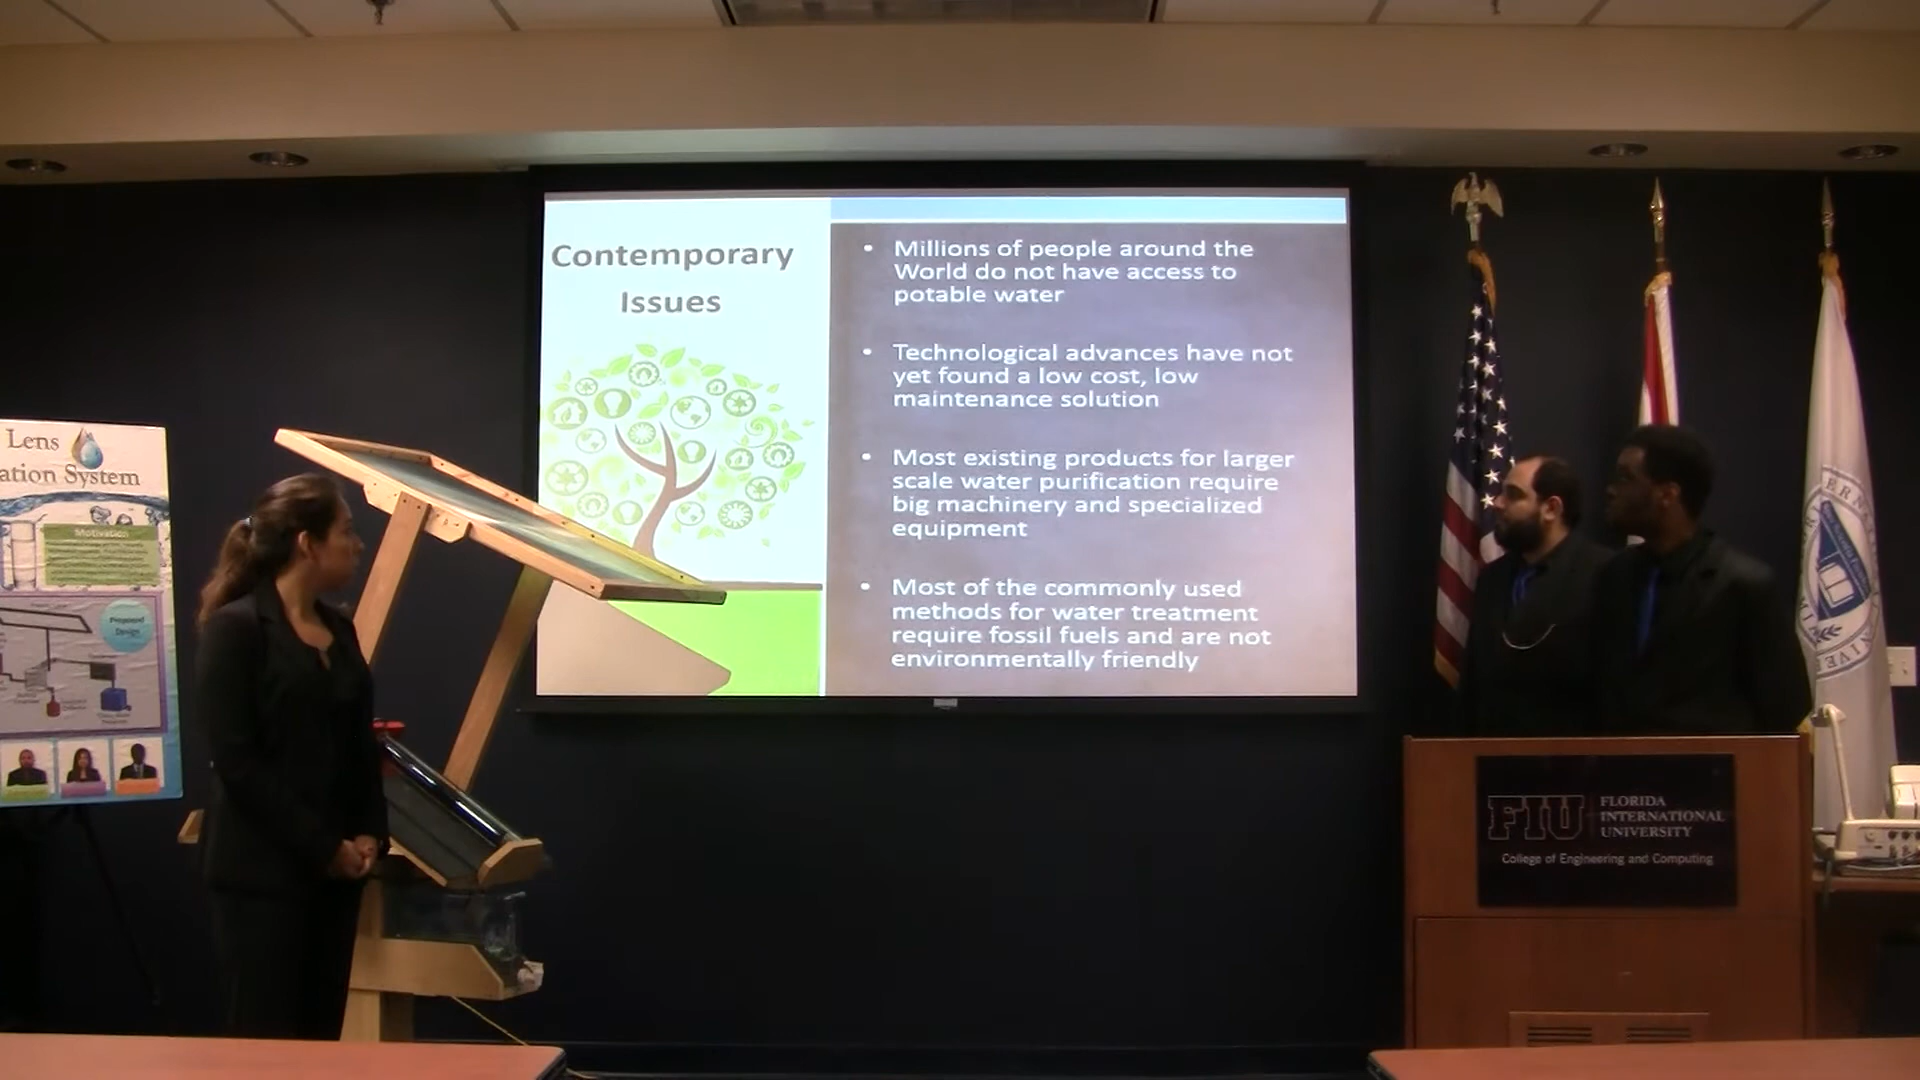 Contemporary
Issues
• Millions of people around the
World do not have access to
potable water
• Technological advances have not
yet found a low cost, low
maintenance solution
• Most existing products for larger
scale water purification require
big machinery and specialized
equipment
• Most of the commonly used
methods for water treatment
require fossil fuels and are not
environmentally friendly
Lens
ation System
Motivation
Proposed
Design
FIU
FLORIDA
INTERNATIONAL
UNIVERSITY
College of Engineering and Computing